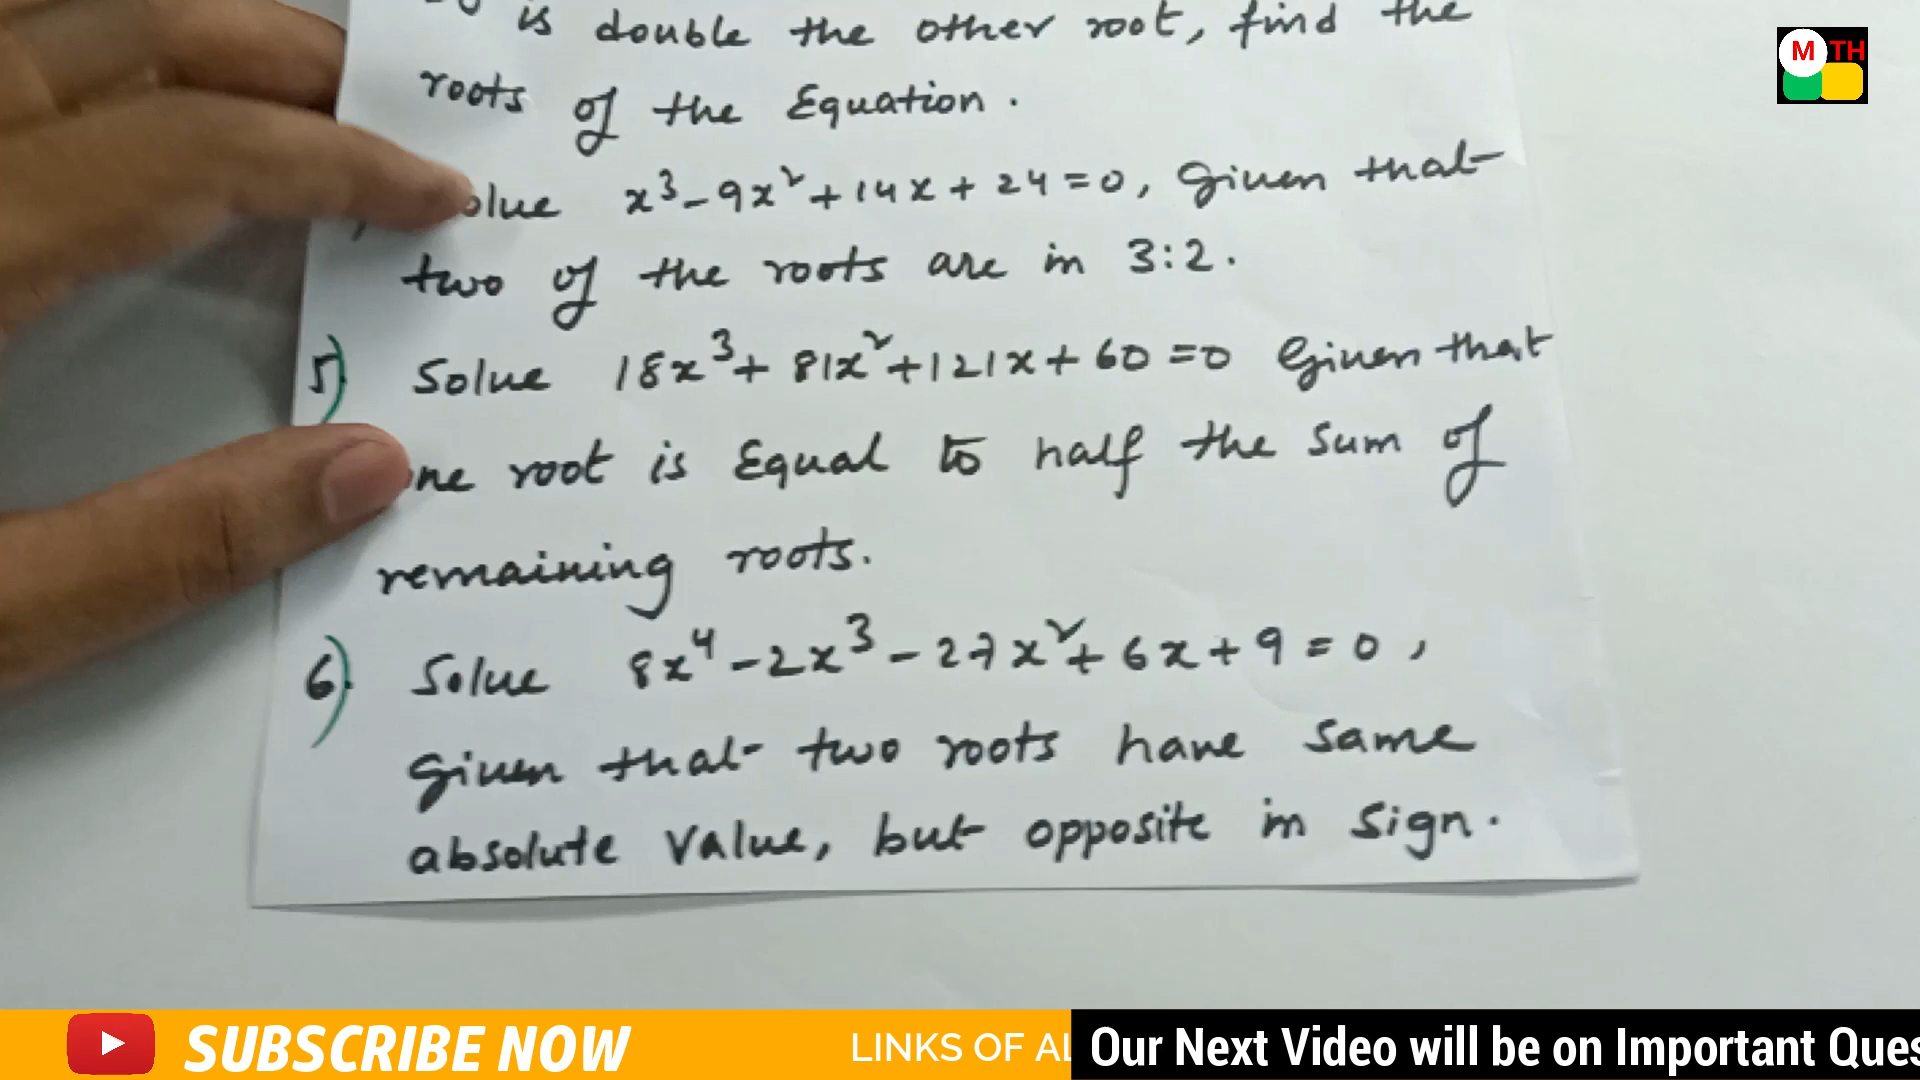 is double the other root, find the
roots of the Equation.
olve x³-9x²+14x+24=0, Given that
two of the roots are in 3:2.
5) Solve 18x³+81x²+121x+60=0 Given that
ne root is Equal to half the sum of
remaining roots.
6) Solve 8x⁴-2x³-27x²+6x+9=0,
Given that two roots have same
absolute value, but opposite in sign.
M TH
SUBSCRIBE NOW
LINKS OF AL
Our Next Video will be on Important Ques